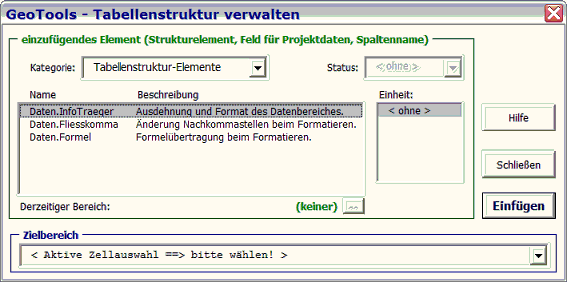 GeoTools - Tabellenstruktur verwalten
einzufügendes Element (Strukturelement, Feld für Projektdaten, Spaltenname)
Kategorie: Tabellenstruktur-Elemente Status: < ohne >
Name Beschreibung Einheit:
Daten.InfoTraeger Ausdehnung und Format des Datenbereiches. < ohne >
Daten.Fliesskomma Änderung Nachkommastellen beim Formatieren.
Daten.Formel Formelübertragung beim Formatieren.
Hilfe
Schließen
Derzeitiger Bereich: (keiner) ...
Einfügen
Zielbereich
< Aktive Zellauswahl ==> bitte wählen! >